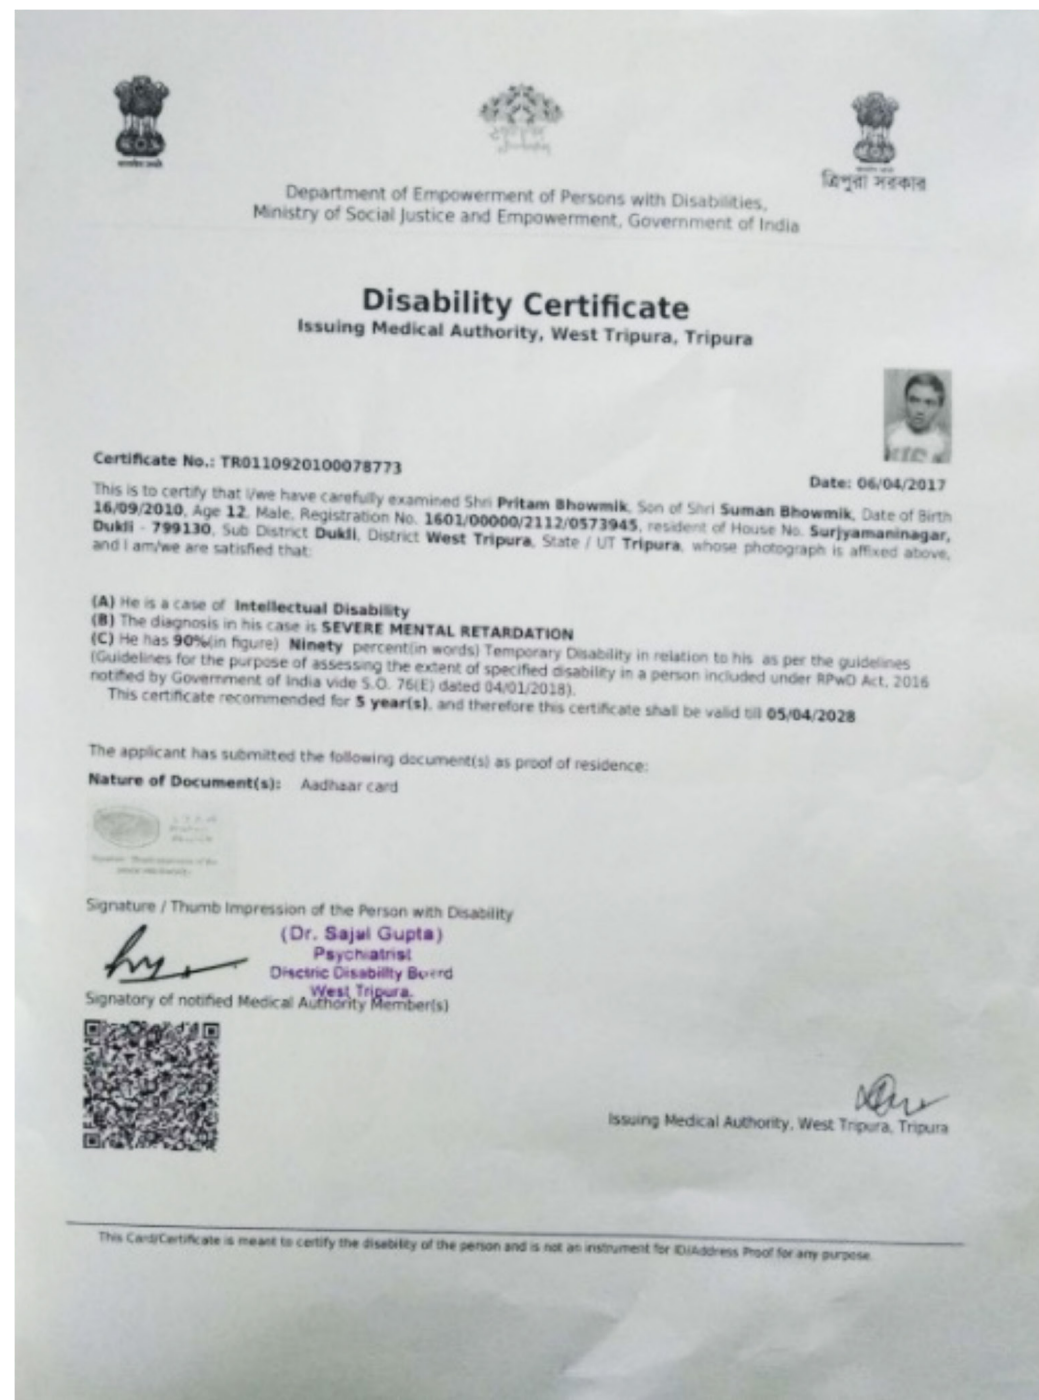 ত্রিপুরা সরকার
Department of Empowerment of Persons with Disabilities,
Ministry of Social Justice and Empowerment, Government of India
Disability Certificate
Issuing Medical Authority, West Tripura, Tripura
Certificate No.: TR0110920100078773
Date: 06/04/2017
This is to certify that I/we have carefully examined Shri Pritam Bhowmik, Son of Shri Suman Bhowmik, Date of Birth
16/09/2010, Age 12, Male, Registration No. 1601/00000/2112/0573945, resident of House No. Surjyamaninagar,
Dukli - 799130, Sub District Dukli, District West Tripura, State / UT Tripura, whose photograph is affixed above,
and I am/we are satisfied that:
(A) He is a case of Intellectual Disability
(B) The diagnosis in his case is SEVERE MENTAL RETARDATION
(C) He has 90%(in figure) Ninety percent(in words) Temporary Disability in relation to his as per the guidelines
(Guidelines for the purpose of assessing the extent of specified disability in a person included under RPwD Act, 2016
notified by Government of India vide S.O. 76(E) dated 04/01/2018).
This certificate recommended for 5 year(s), and therefore this certificate shall be valid till 05/04/2028
The applicant has submitted the following document(s) as proof of residence:
Nature of Document(s): Aadhaar card
Signature / Thumb Impression of the Person with Disability
(Dr. Sajal Gupta)
Psychiatrist
Disctric Disability Board
West Tripura.
Signatory of notified Medical Authority Member(s)
Issuing Medical Authority, West Tripura, Tripura
This Card/Certificate is meant to certify the disability of the person and is not an instrument for ID/Address Proof for any purpose.